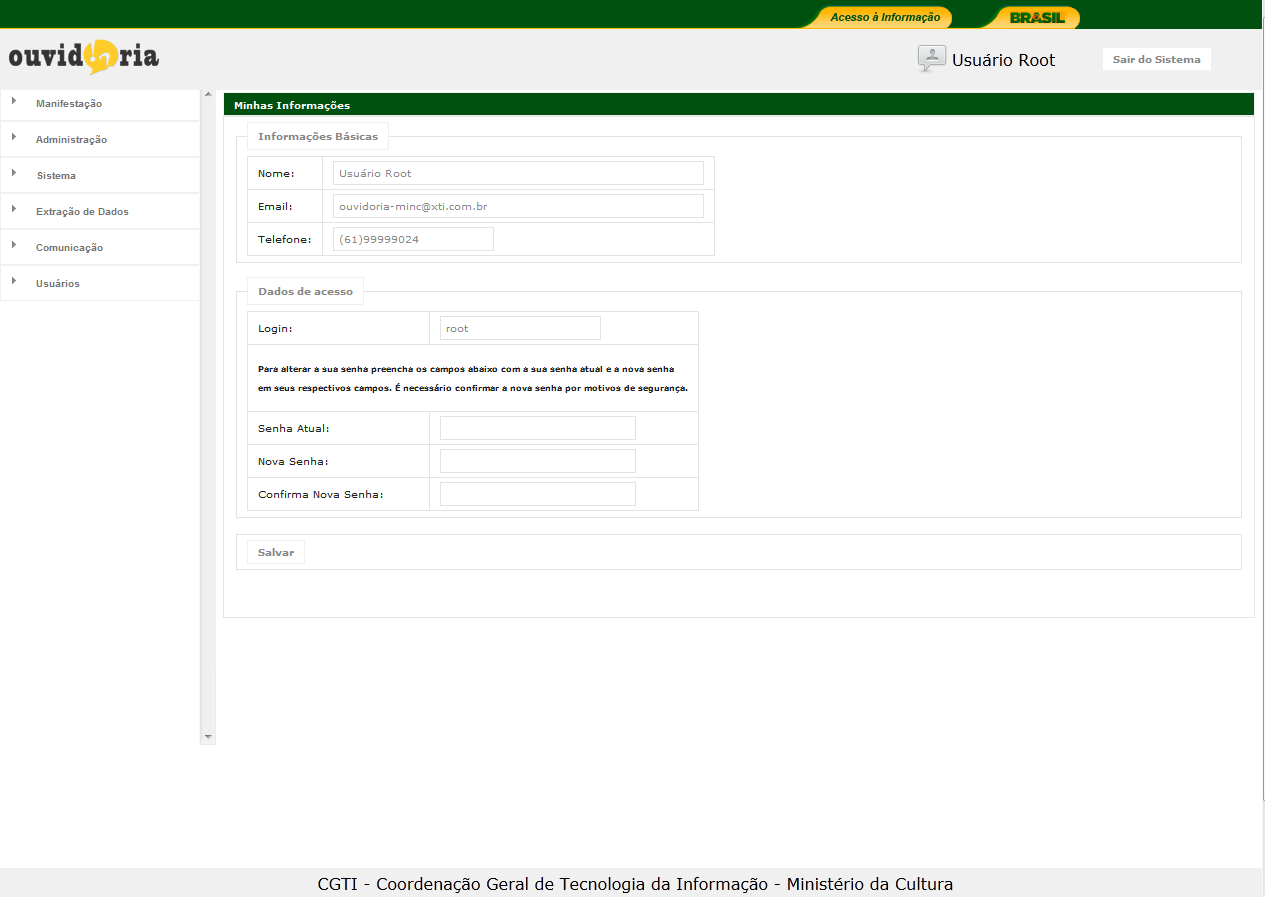 Acesso à Informação
BRASIL
ouvidoria
Usuário Root
Sair do Sistema
Manifestação
Administração
Sistema
Extração de Dados
Comunicação
Usuários
Minhas Informações
Informações Básicas
Nome: Usuário Root
Email: ouvidoria-minc@xti.com.br
Telefone: (61)99999024
Dados de acesso
Login: root
Para alterar a sua senha preencha os campos abaixo com a sua senha atual e a nova senha
em seus respectivos campos. É necessário confirmar a nova senha por motivos de segurança.
Senha Atual:
Nova Senha:
Confirma Nova Senha:
Salvar
CGTI - Coordenação Geral de Tecnologia da Informação - Ministério da Cultura